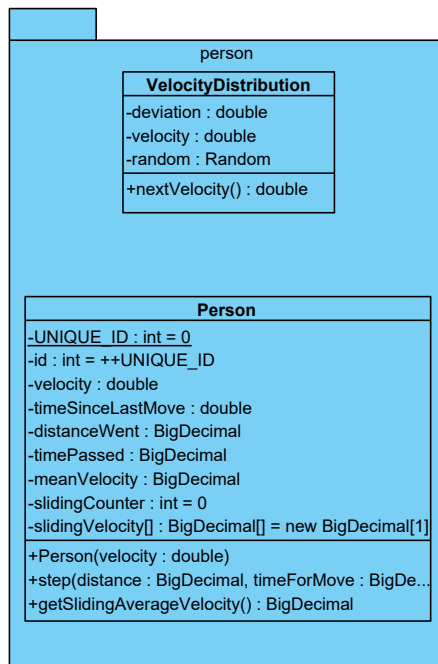 person
VelocityDistribution
-deviation : double
-velocity : double
-random : Random
+nextVelocity() : double
Person
-UNIQUE_ID : int = 0
-id : int = ++UNIQUE_ID
-velocity : double
-timeSinceLastMove : double
-distanceWent : BigDecimal
-timePassed : BigDecimal
-meanVelocity : BigDecimal
-slidingCounter : int = 0
-slidingVelocity[] : BigDecimal[] = new BigDecimal[1]
+Person(velocity : double)
+step(distance : BigDecimal, timeForMove : BigDe...
+getSlidingAverageVelocity() : BigDecimal